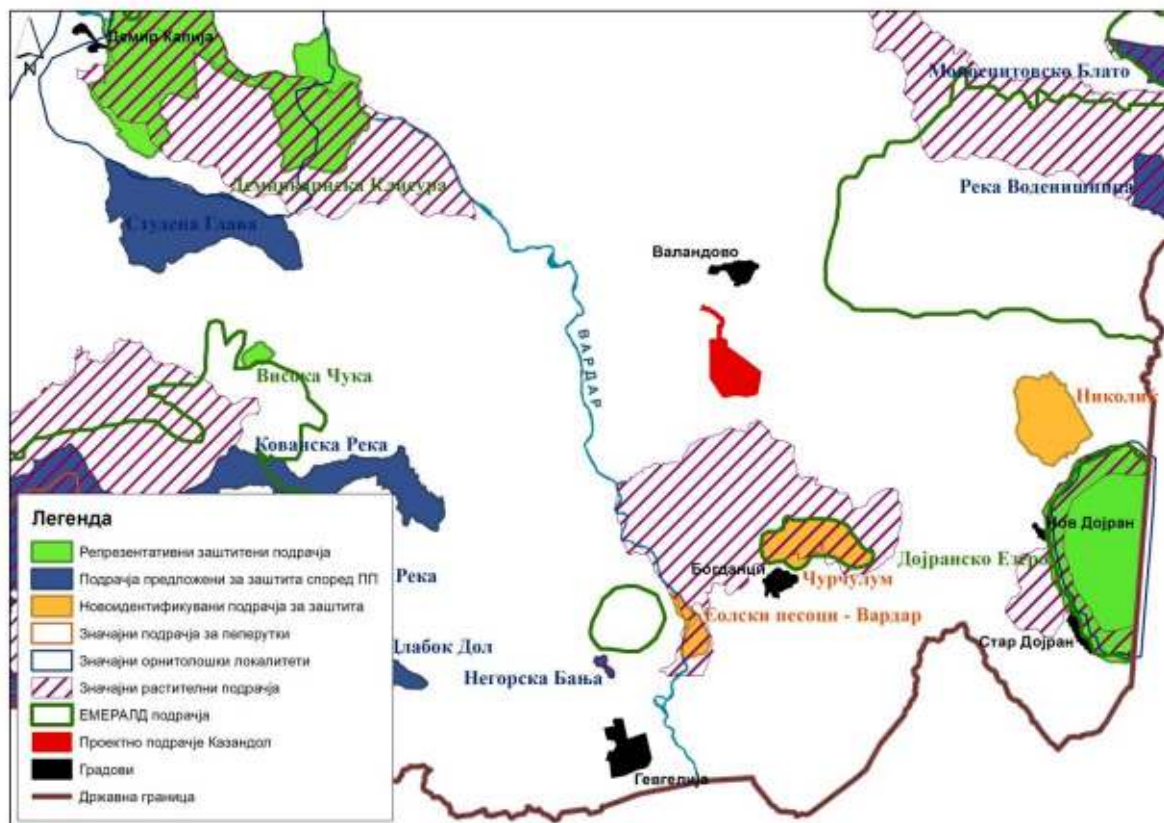 Демир Капија
N
Моноспитовско Блато
Демиркаписка Клисура
Река Воденишница
Студена Глава
Валандово
ВАРДАР
Висока Чука
Николиќ
Кованска Река
Легенда
Нов Дојран
Репрезентативни заштитени подрачја
Дојранско Езеро
Подрачја предложени за заштита според ПП
Река
Богданци
Чурчулум
Новоидентификувани подрачја за заштита
Еолски песоци - Вардар
Значајни подрачја за пеперутки
Стар Дојран
Длабок Дол
Значајни орнитолошки локалитети
Негорска Бања
Значајни растителни подрачја
ЕМЕРАЛД подрачја
Проектно подрачје Казандол
Градови
Гевгелија
Државна граница